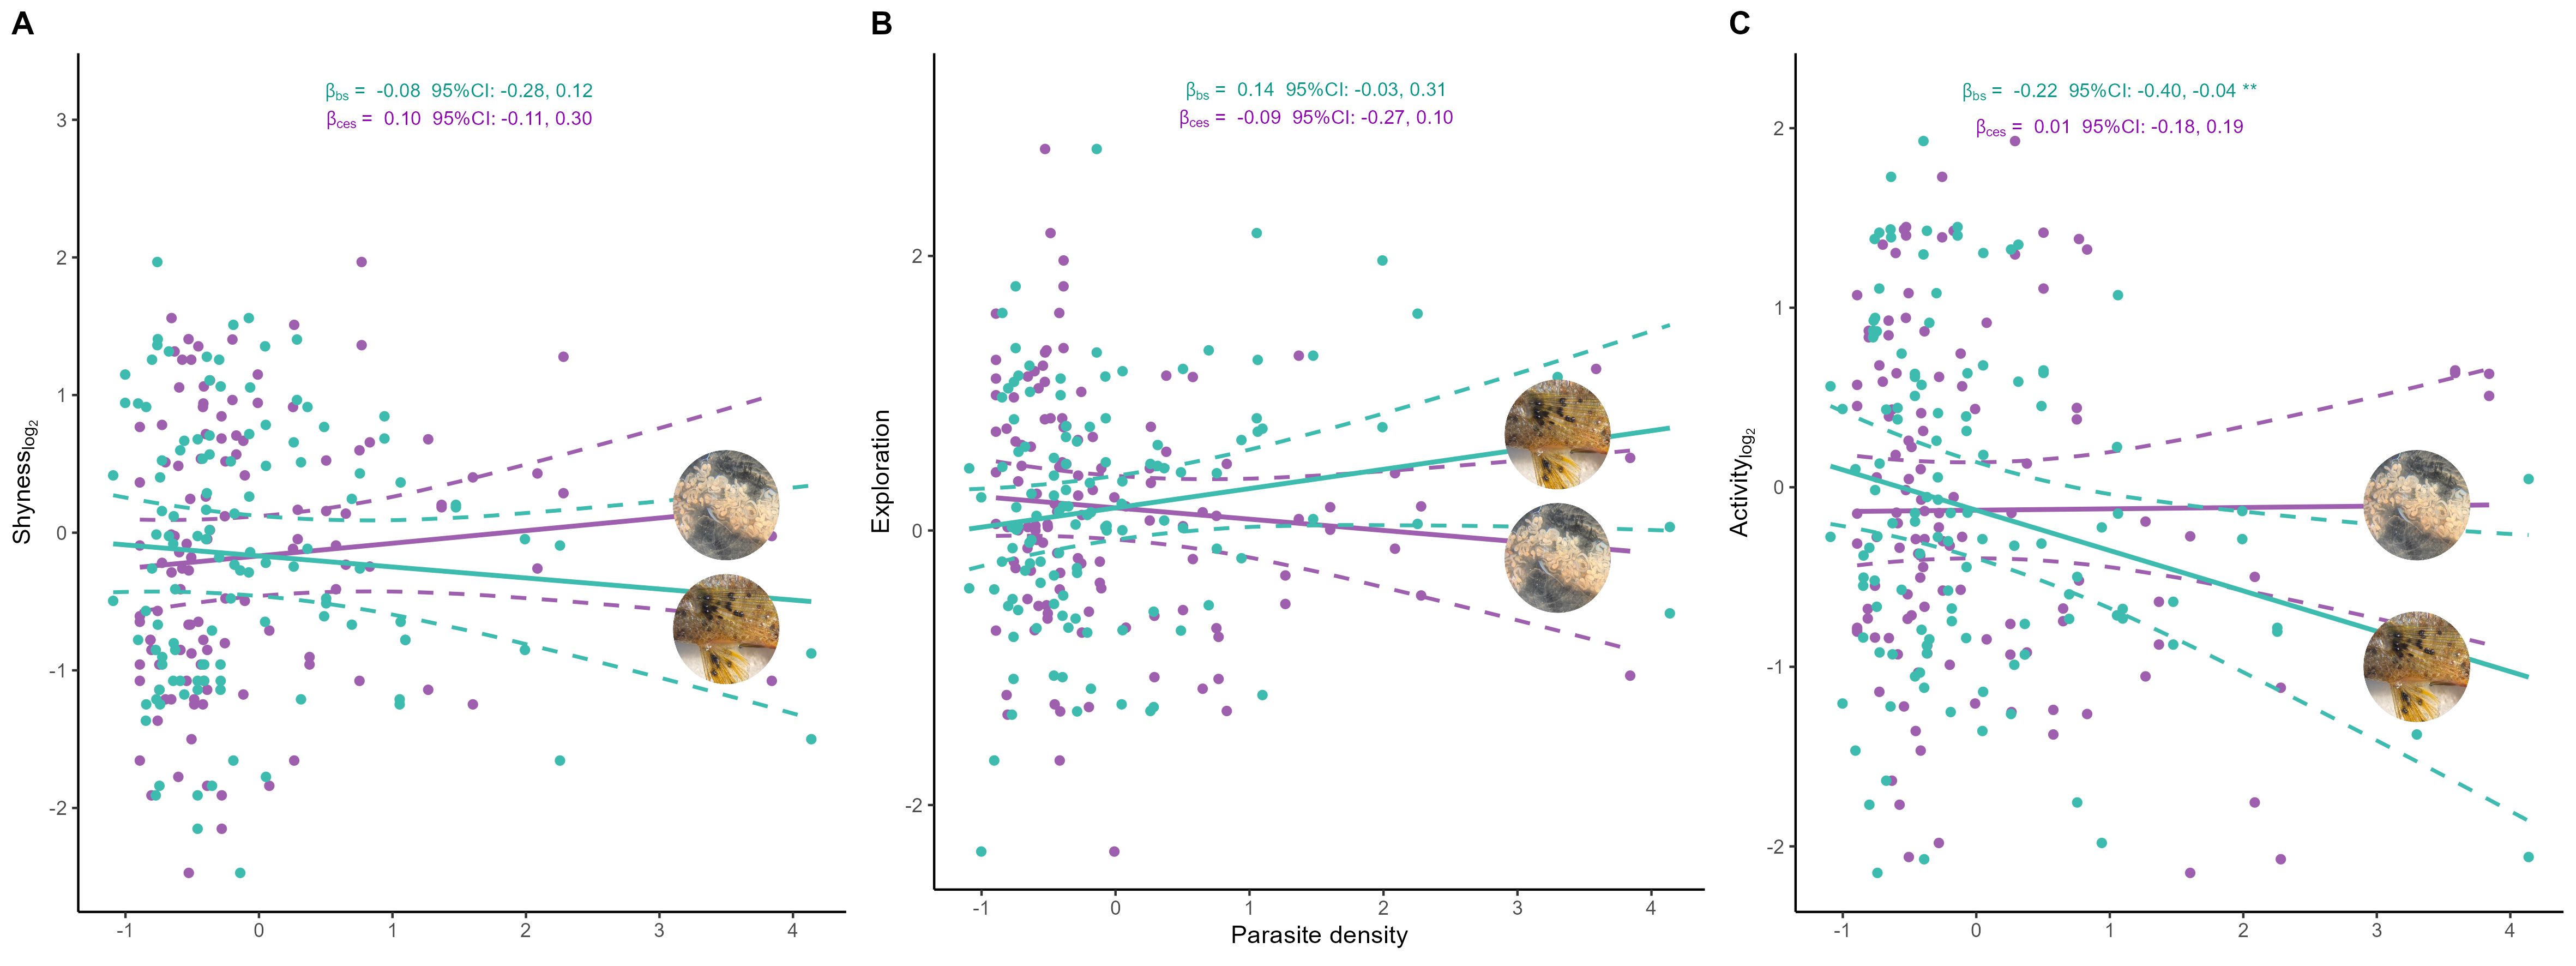 A
βbs = -0.08 95%CI: -0.28, 0.12
βces = 0.10 95%CI: -0.11, 0.30
Shynesslog2
3
2
1
0
-1
-2
-1 0 1 2 3 4
B
βbs = 0.14 95%CI: -0.03, 0.31
βces = -0.09 95%CI: -0.27, 0.10
Exploration
2
0
-2
-1 0 1 2 3 4
Parasite density
C
βbs = -0.22 95%CI: -0.40, -0.04 **
βces = 0.01 95%CI: -0.18, 0.19
Activitylog2
2
1
0
-1
-2
-1 0 1 2 3 4